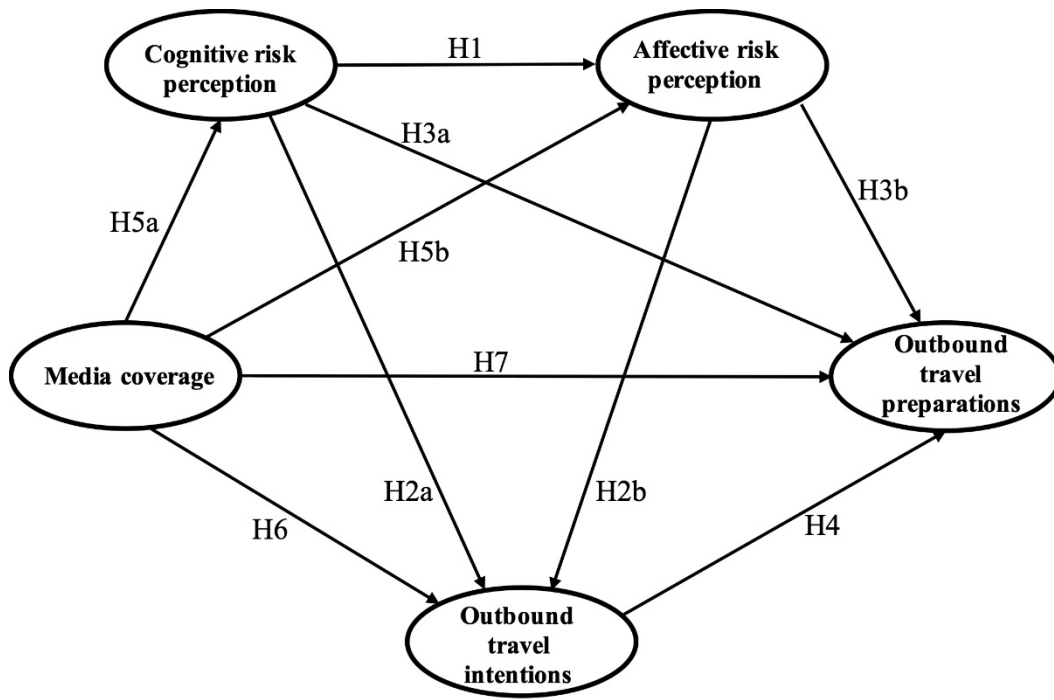 Cognitive risk
perception
H1
Affective risk
perception
H3a
H3b
H5a
H5b
Media coverage
H7
Outbound
travel
preparations
H2a
H2b
H6
H4
Outbound
travel
intentions